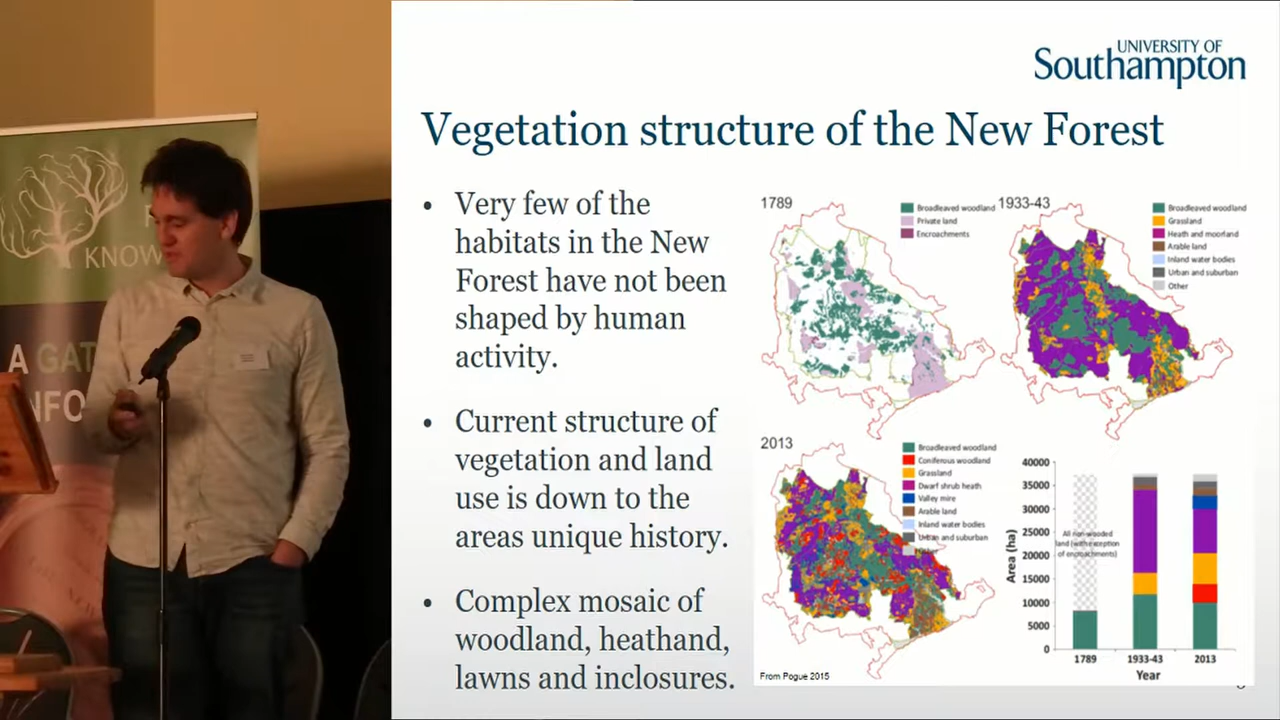 KNOW
A GAT
NFO
UNIVERSITY OF
Southampton
Vegetation structure of the New Forest
• Very few of the
habitats in the New
Forest have not been
shaped by human
activity.
• Current structure of
vegetation and land
use is down to the
areas unique history.
• Complex mosaic of
woodland, heathand,
lawns and inclosures.
1789
Broadleaved woodland
Private land
Encroachments
1933-43
Broadleaved woodland
Grassland
Heath and moorland
Arable land
Inland water bodies
Urban and suburban
Other
2013
Broadleaved woodland
Coniferous woodland
Grassland
Dwarf shrub heath
Valley mire
Arable land
Inland water bodies
Urban and suburban
Other
40000
35000
30000
25000
20000
15000
10000
5000
0
Area (ha)
All non-wooded
land (with exception
of encroachments)
1789
1933-43
2013
Year
From Pogue 2015